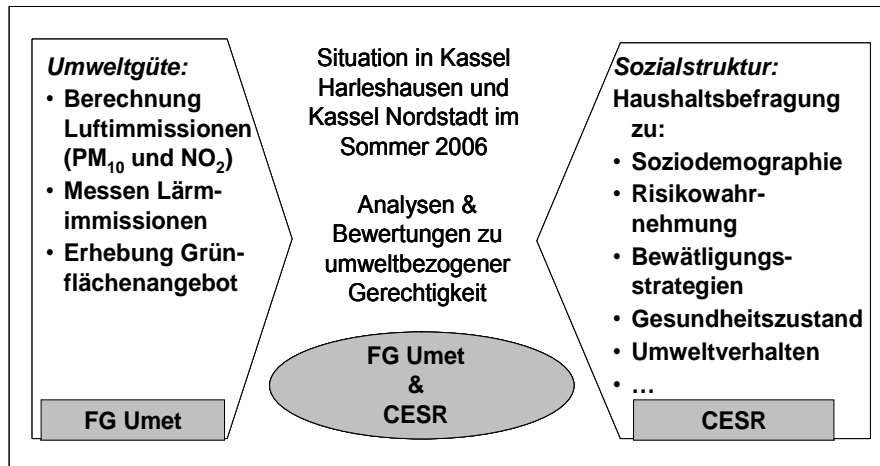 Umweltgüte:
• Berechnung
Luftimmissionen
(PM10 und NO2)
• Messen Lärm-
immissionen
• Erhebung Grün-
flächenangebot
FG Umet
Situation in Kassel
Harleshausen und
Kassel Nordstadt im
Sommer 2006
Analysen &
Bewertungen zu
umweltbezogener
Gerechtigkeit
FG Umet
&
CESR
Sozialstruktur:
Haushaltsbefragung
zu:
• Soziodemographie
• Risikowahr-
nehmung
• Bewätligungs-
strategien
• Gesundheitszustand
• Umweltverhalten
• …
CESR